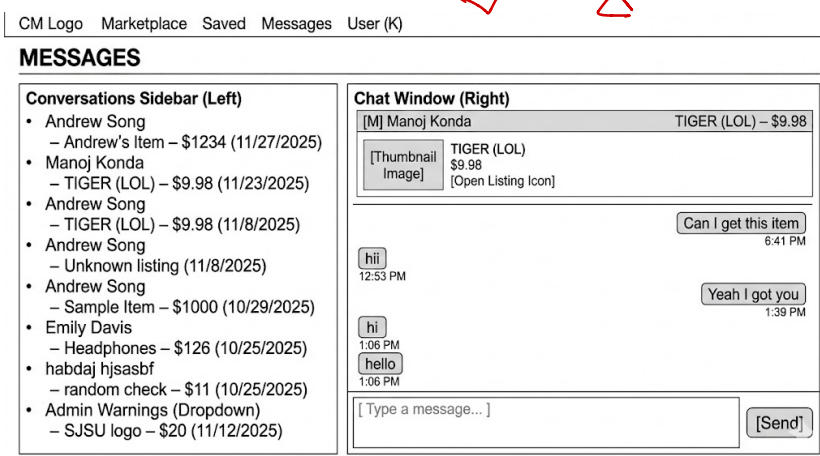 CM Logo Marketplace Saved Messages User (K)
MESSAGES
Conversations Sidebar (Left)
• Andrew Song
– Andrew's Item – $1234 (11/27/2025)
• Manoj Konda
– TIGER (LOL) – $9.98 (11/23/2025)
• Andrew Song
– TIGER (LOL) – $9.98 (11/8/2025)
• Andrew Song
– Unknown listing (11/8/2025)
• Andrew Song
– Sample Item – $1000 (10/29/2025)
• Emily Davis
– Headphones – $126 (10/25/2025)
• habdaj hjsasbf
– random check – $11 (10/25/2025)
• Admin Warnings (Dropdown)
– SJSU logo – $20 (11/12/2025)
Chat Window (Right)
[M] Manoj Konda TIGER (LOL) – $9.98
[Thumbnail
Image]
TIGER (LOL)
$9.98
[Open Listing Icon]
Can I get this item
6:41 PM
hii
12:53 PM
Yeah I got you
1:39 PM
hi
1:06 PM
hello
1:06 PM
[ Type a message... ]
[Send]